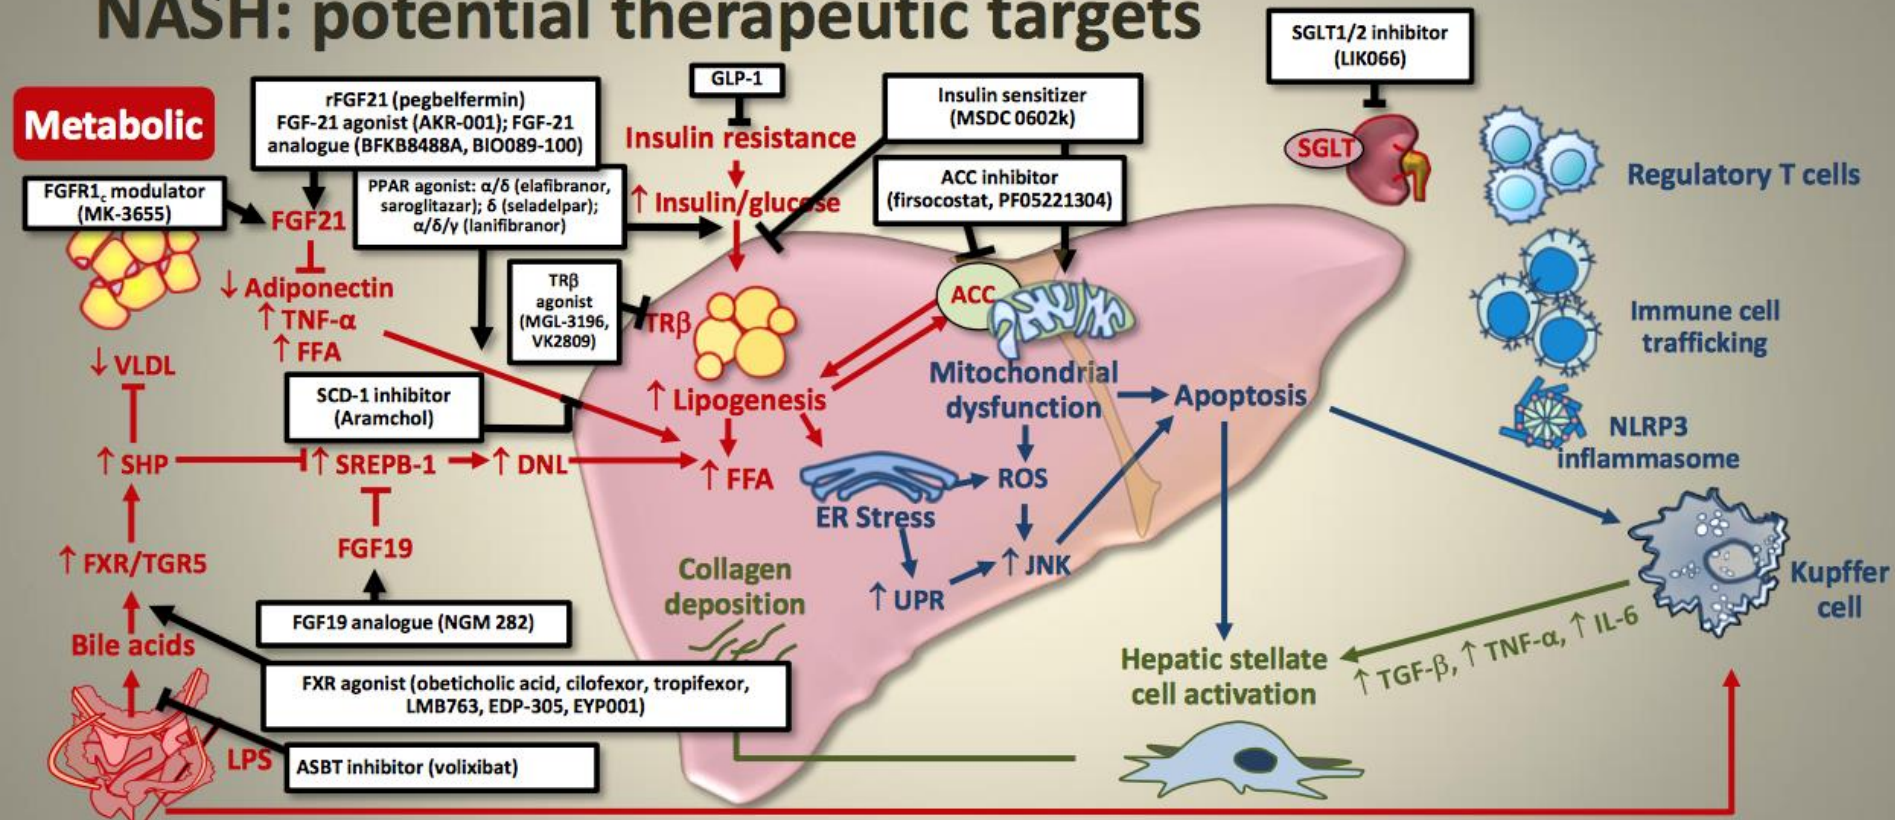 NASH: potential therapeutic targets
Metabolic
rFGF21 (pegbelfermin)
FGF-21 agonist (AKR-001); FGF-21
analogue (BFKB8488A, BIO089-100)
GLP-1
Insulin sensitizer
(MSDC 0602k)
SGLT1/2 inhibitor
(LIK066)
FGFR1c modulator
(MK-3655)
FGF21
PPAR agonist: α/δ (elafibranor,
saroglitazar); δ (seladelpar);
α/δ/γ (lanifibranor)
Insulin resistance
↑ Insulin/glucose
ACC inhibitor
(firsocostat, PF05221304)
SGLT
Regulatory T cells
↓ Adiponectin
↑ TNF-α
↑ FFA
TRβ
agonist
(MGL-3196,
VK2809)
TRβ
ACC
Immune cell
trafficking
↓ VLDL
SCD-1 inhibitor
(Aramchol)
↑ Lipogenesis
Mitochondrial
dysfunction
Apoptosis
NLRP3
inflammasome
↑ SHP
↑ SREPB-1
↑ DNL
↑ FFA
ROS
ER Stress
↑ FXR/TGR5
FGF19
Collagen
deposition
↑ UPR
↑ JNK
Kupffer
cell
Bile acids
FGF19 analogue (NGM 282)
Hepatic stellate
cell activation
↑ TGF-β, ↑ TNF-α, ↑ IL-6
FXR agonist (obeticholic acid, cilofexor, tropifexor,
LMB763, EDP-305, EYP001)
LPS
ASBT inhibitor (volixibat)